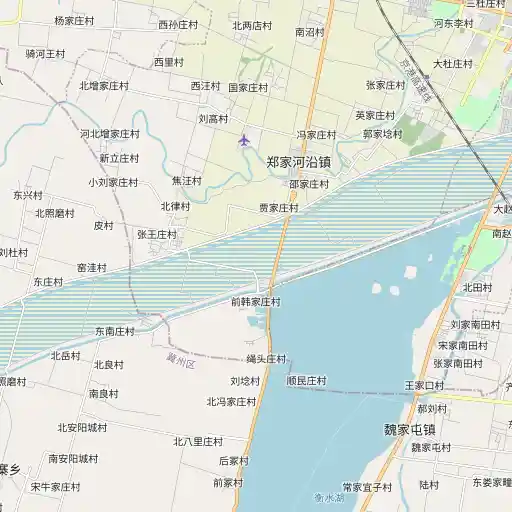 三杜庄村
杨家庄村
西孙庄村
北两店村
河东李村
南沼村
骑河王村
西里村
大杜庄村
京港高速线
北增家庄村
西汪村
国家庄村
张家庄村
刘高村
英家庄村
河北增家庄村
冯家庄村
郭家埝村
新立庄村
郑家河沿镇
小刘家庄村
焦汪村
邵家庄村
东兴村
北律村
贾家庄村
大赵
北照磨村
皮村
张王庄村
南赵
刘杜村
窑洼村
东庄村
北田村
前韩家庄村
东南庄村
刘家南田村
北岳村
冀州区
绳头庄村
宋家南田村
北良村
张家南田村
照磨村
刘埝村
顺民庄村
王家口村
南良村
北冯家庄村
郝刘村
北安阳城村
魏家屯镇
北八里庄村
魏家屯村
南安阳城村
后冢村
寨乡
宋牛家庄村
前冢村
常家宜子村
陆村
东娄家疃
衡水湖